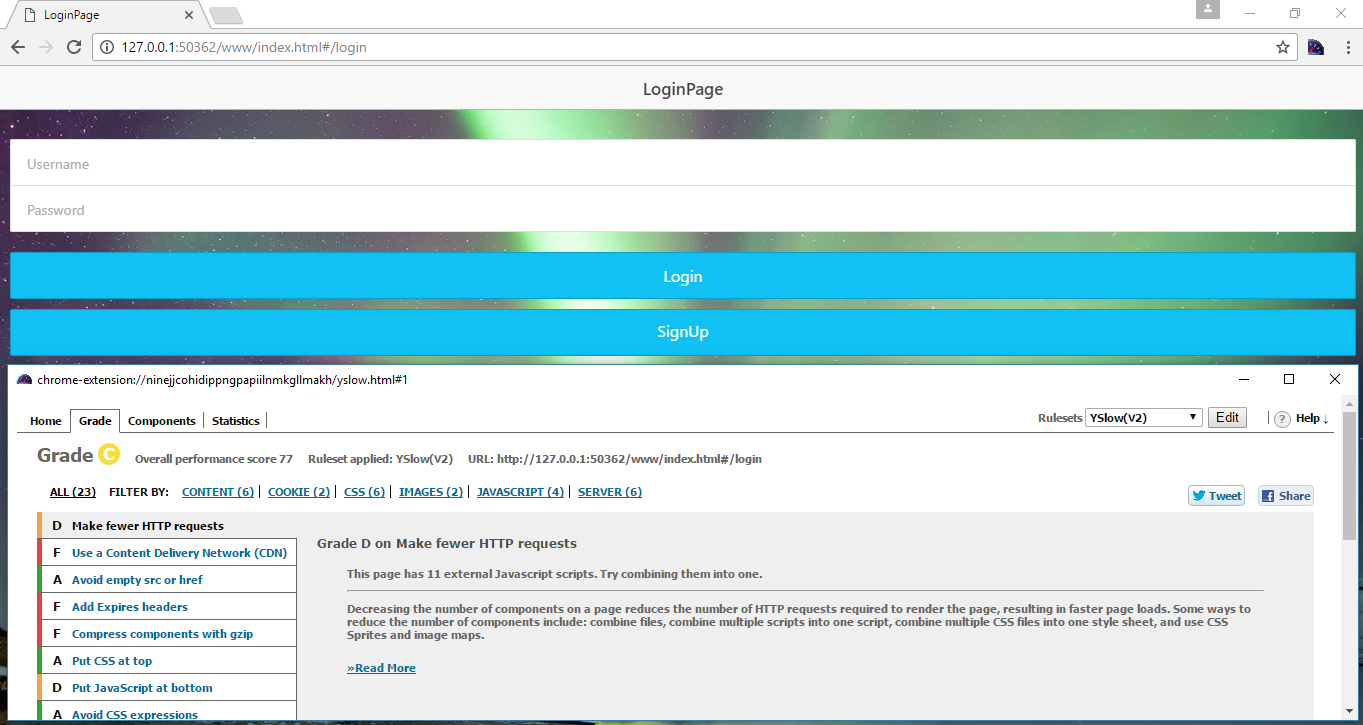 LoginPage
127.0.0.1:50362/www/index.html#/login
LoginPage
Username
Password
Login
SignUp
chrome-extension://ninejjcohidippngpapiilnmkgllmakh/yslow.html#1
Home Grade Components Statistics Rulesets YSlow(V2) Edit ? Help ↓
Grade C Overall performance score 77 Ruleset applied: YSlow(V2) URL: http://127.0.0.1:50362/www/index.html#/login
ALL (23) FILTER BY: CONTENT (6) | COOKIE (2) | CSS (6) | IMAGES (2) | JAVASCRIPT (4) | SERVER (6)
Tweet Share
D Make fewer HTTP requests
F Use a Content Delivery Network (CDN)
A Avoid empty src or href
F Add Expires headers
F Compress components with gzip
A Put CSS at top
D Put JavaScript at bottom
A Avoid CSS expressions
Grade D on Make fewer HTTP requests
This page has 11 external Javascript scripts. Try combining them into one.
Decreasing the number of components on a page reduces the number of HTTP requests required to render the page, resulting in faster page loads. Some ways to
reduce the number of components include: combine files, combine multiple scripts into one script, combine multiple CSS files into one style sheet, and use CSS
Sprites and image maps.
»Read More